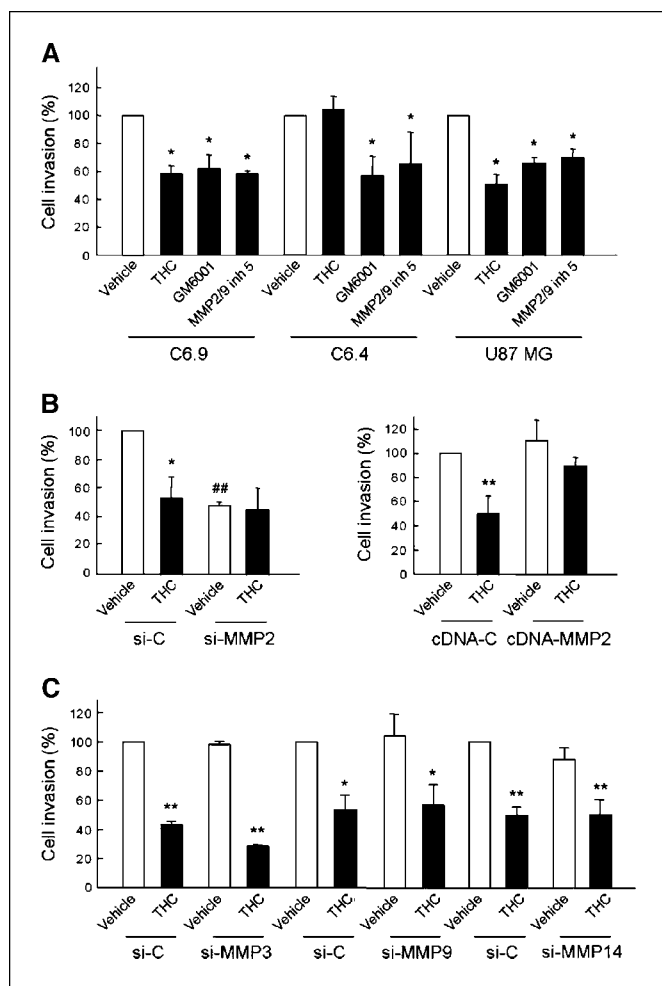 A
Cell invasion (%)
120
100
80
60
40
20
0
* * * * * * * *
Vehicle THC GM6001 MMP2/9 inh 5 Vehicle THC GM6001 MMP2/9 inh 5 Vehicle THC GM6001 MMP2/9 inh 5
C6.9 C6.4 U87 MG
B
Cell invasion (%)
100
80
60
40
20
0
* ##
Vehicle THC Vehicle THC
si-C si-MMP2
Cell invasion (%)
120
100
80
60
40
20
0
**
Vehicle THC Vehicle THC
cDNA-C cDNA-MMP2
C
Cell invasion (%)
120
100
80
60
40
20
0
** ** * * ** **
Vehicle THC Vehicle THC Vehicle THC Vehicle THC Vehicle THC Vehicle THC
si-C si-MMP3 si-C si-MMP9 si-C si-MMP14